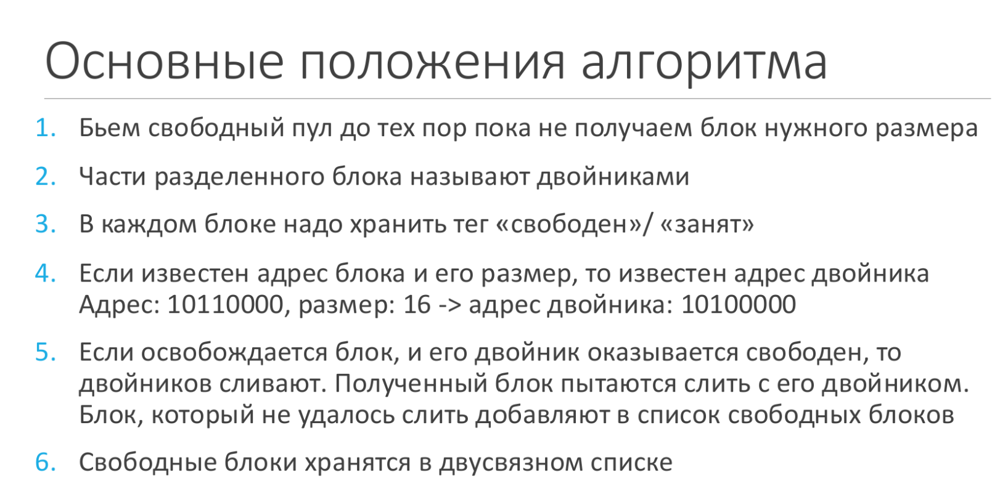 Основные положения алгоритма
1. Бьем свободный пул до тех пор пока не получаем блок нужного размера
2. Части разделенного блока называют двойниками
3. В каждом блоке надо хранить тег «свободен»/ «занят»
4. Если известен адрес блока и его размер, то известен адрес двойника
Адрес: 10110000, размер: 16 -> адрес двойника: 10100000
5. Если освобождается блок, и его двойник оказывается свободен, то
двойников сливают. Полученный блок пытаются слить с его двойником.
Блок, который не удалось слить добавляют в список свободных блоков
6. Свободные блоки хранятся в двусвязном списке